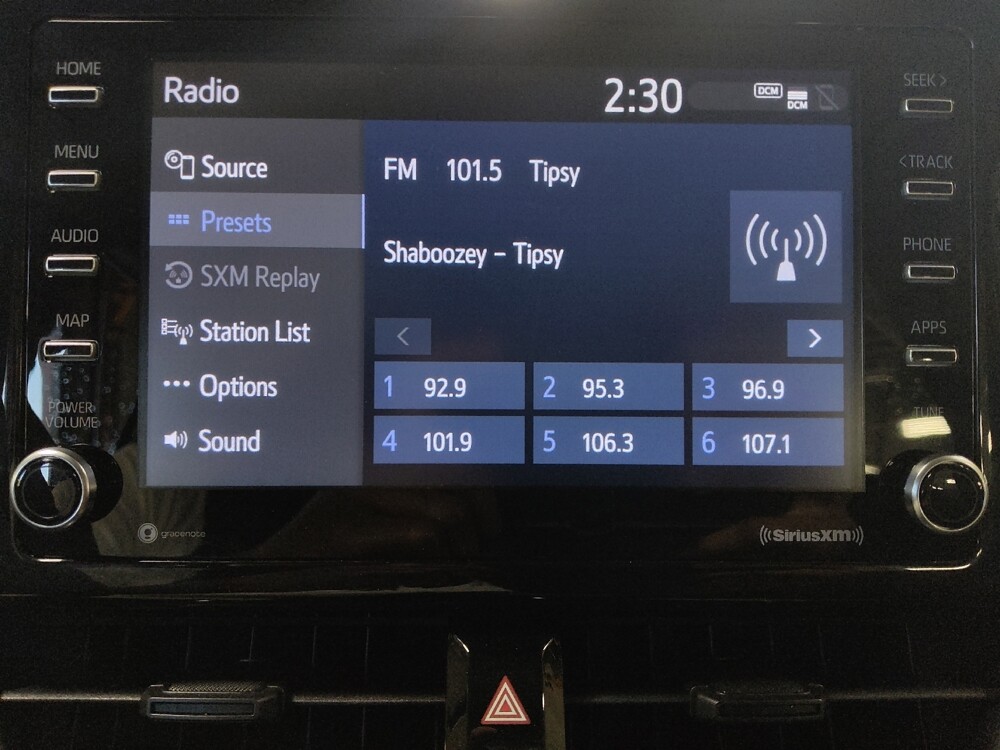 HOME
MENU
AUDIO
MAP
POWER
VOLUME
Radio
2:30
DCM
DCM
Source
Presets
SXM Replay
Station List
Options
Sound
FM 101.5 Tipsy
Shaboozey – Tipsy
< >
1 92.9 2 95.3 3 96.9
4 101.9 5 106.3 6 107.1
SEEK >
< TRACK
PHONE
APPS
TUNE
gracenote
((SiriusXM))